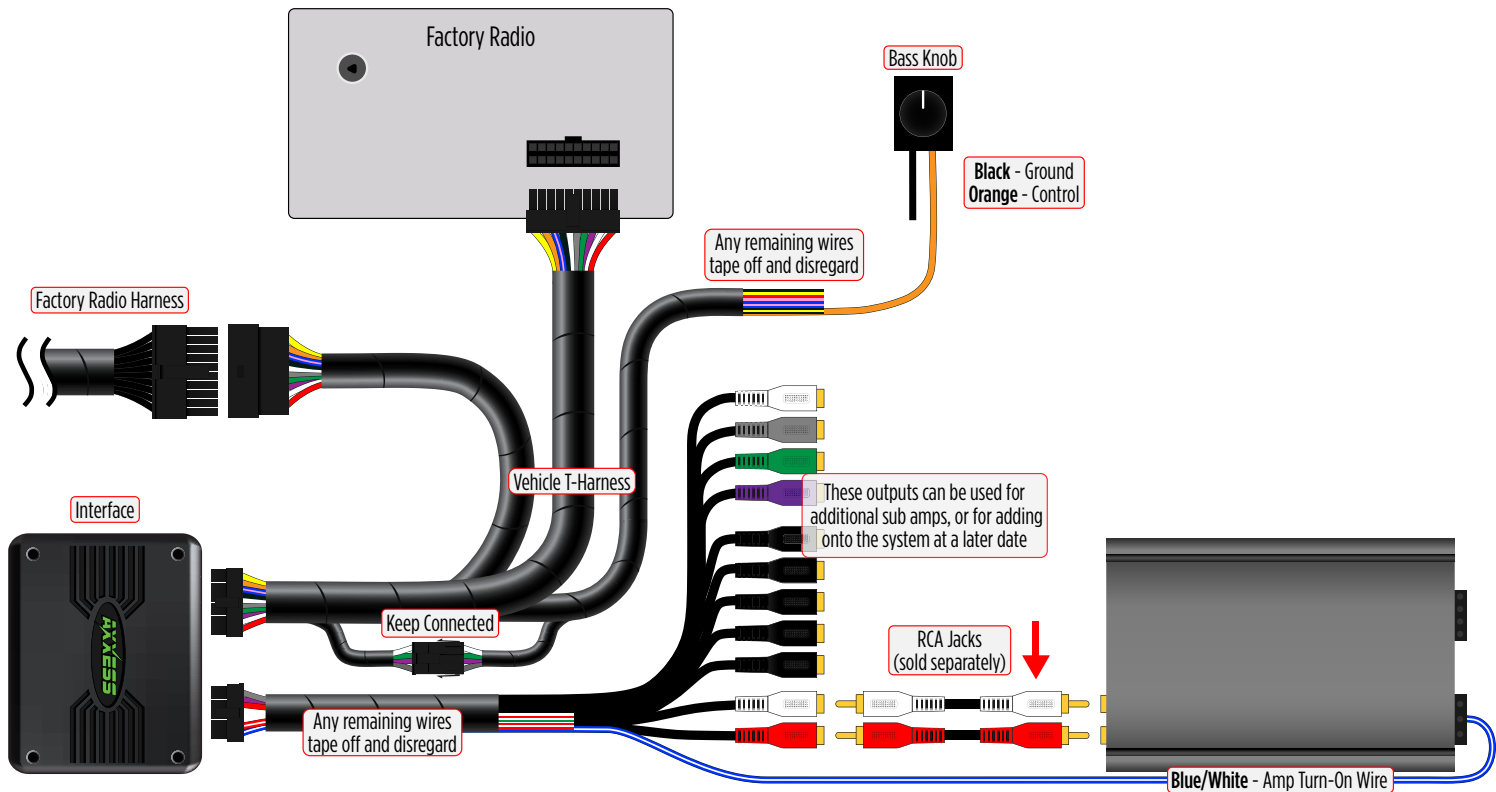 Factory Radio
Bass Knob
Black - Ground
Orange - Control
Any remaining wires
tape off and disregard
Factory Radio Harness
Vehicle T-Harness
These outputs can be used for
additional sub amps, or for adding
onto the system at a later date
Interface
AXXESS
Keep Connected
RCA Jacks
(sold separately)
Any remaining wires
tape off and disregard
Blue/White - Amp Turn-On Wire